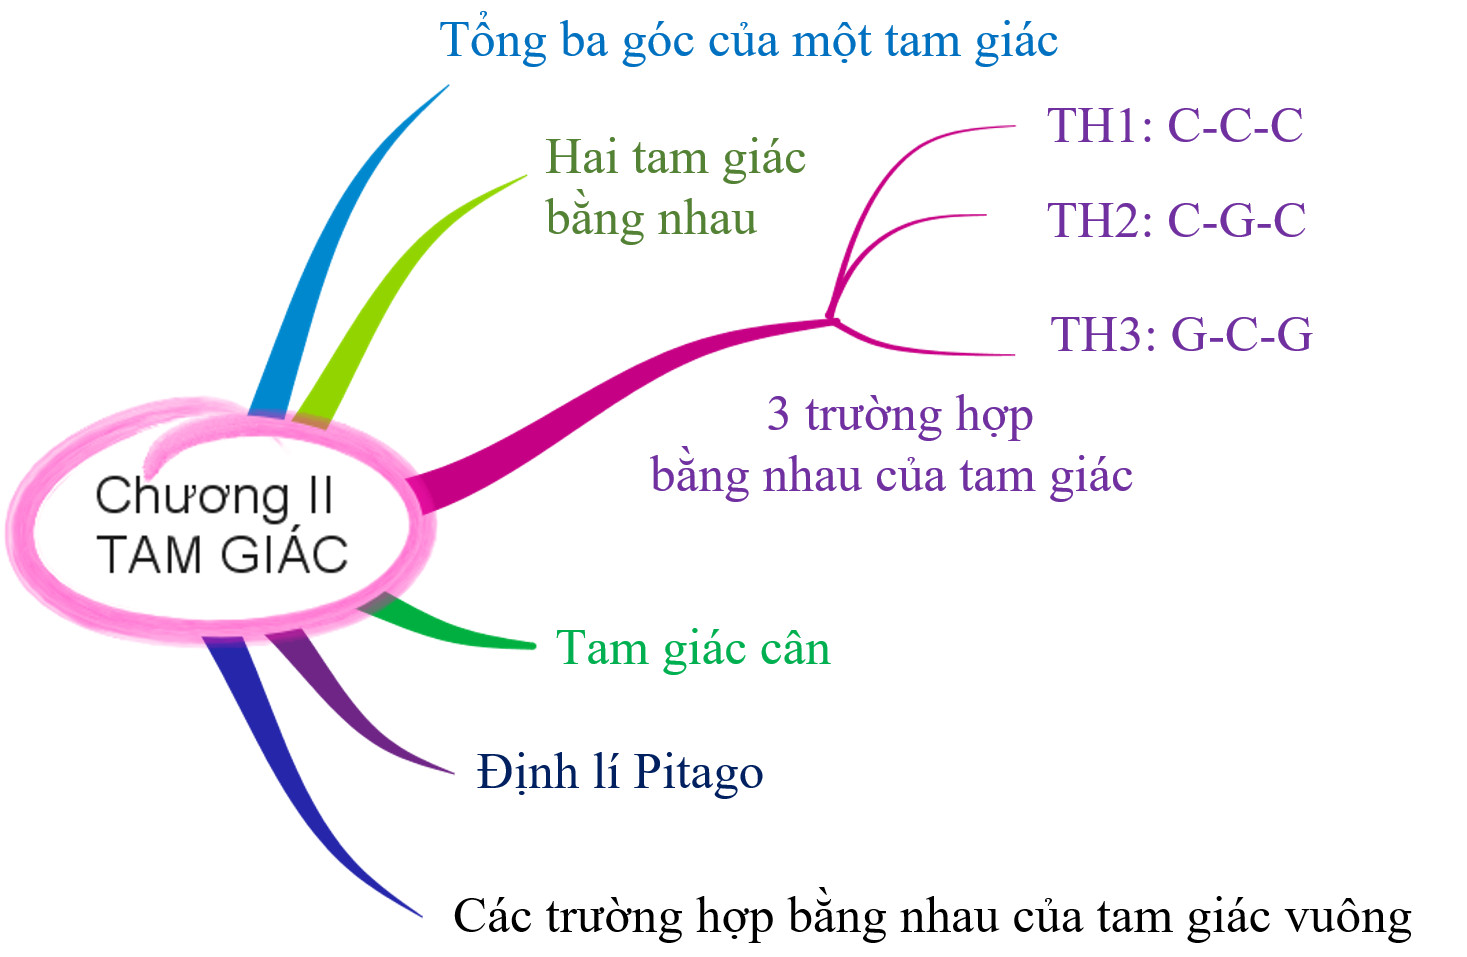 Tổng ba góc của một tam giác
Hai tam giác
bằng nhau
TH1: C-C-C
TH2: C-G-C
TH3: G-C-G
3 trường hợp
bằng nhau của tam giác
Chương II
TAM GIÁC
Tam giác cân
Định lí Pitago
Các trường hợp bằng nhau của tam giác vuông